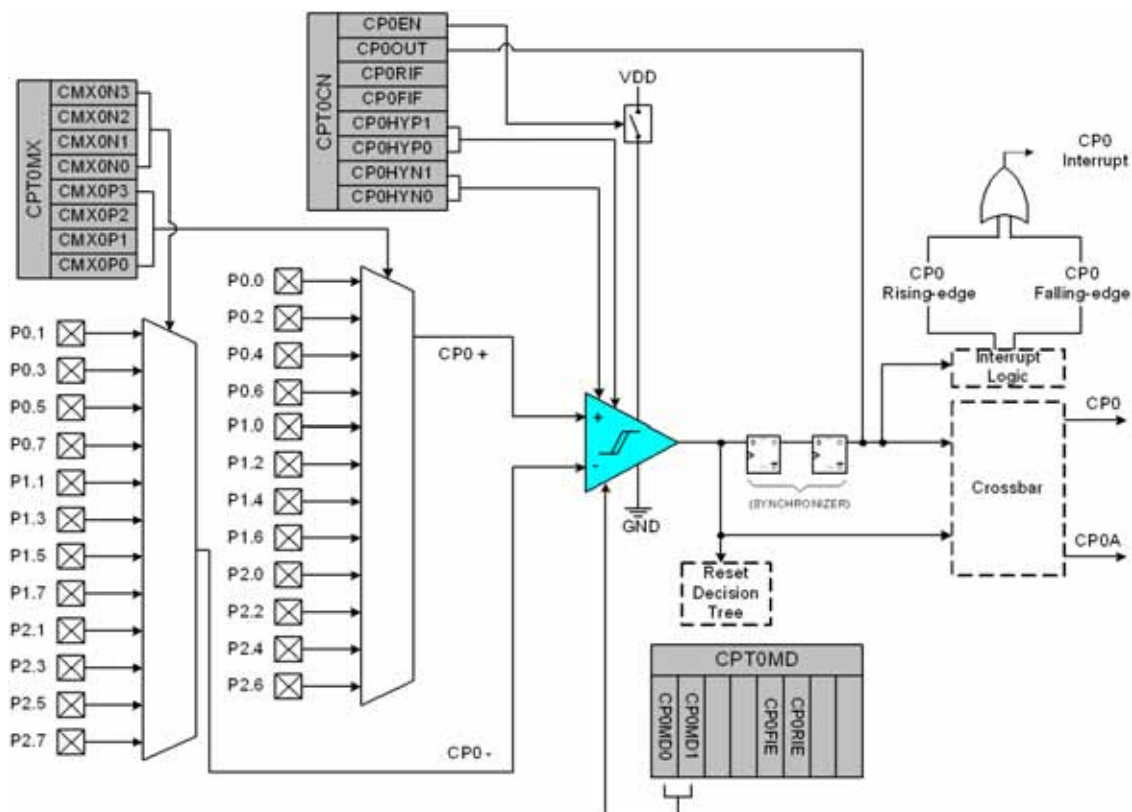 CPT0CN
CP0EN
CP0OUT
CP0RIF
CP0FIF
CP0HYP1
CP0HYP0
CP0HYN1
CP0HYN0
CPT0MX
CMX0N3
CMX0N2
CMX0N1
CMX0N0
CMX0P3
CMX0P2
CMX0P1
CMX0P0
VDD
CP0
Interrupt
CP0
Rising-edge
CP0
Falling-edge
Interrupt
Logic
P0.1
P0.3
P0.5
P0.7
P1.1
P1.3
P1.5
P1.7
P2.1
P2.3
P2.5
P2.7
P0.0
P0.2
P0.4
P0.6
P1.0
P1.2
P1.4
P1.6
P2.0
P2.2
P2.4
P2.6
CP0 +
CP0 -
+
-
GND
(SYNCHRONIZER)
Crossbar
CP0
CP0A
Reset
Decision
Tree
CPT0MD
CP0MD0
CP0MD1
CP0FIE
CP0RIE